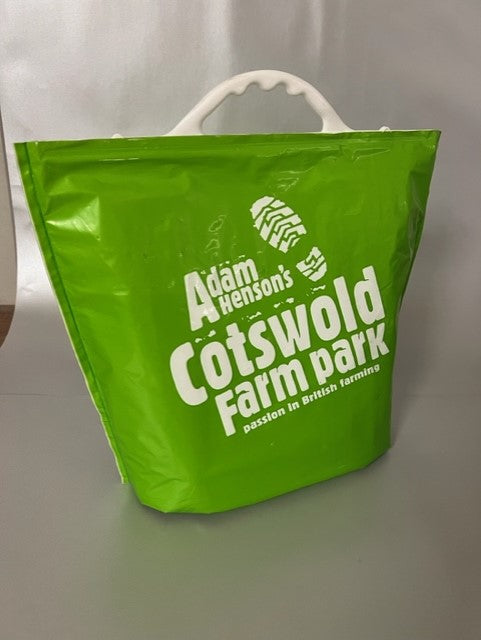 Adam
Henson's
Cotswold
Farm park
passion in British farming